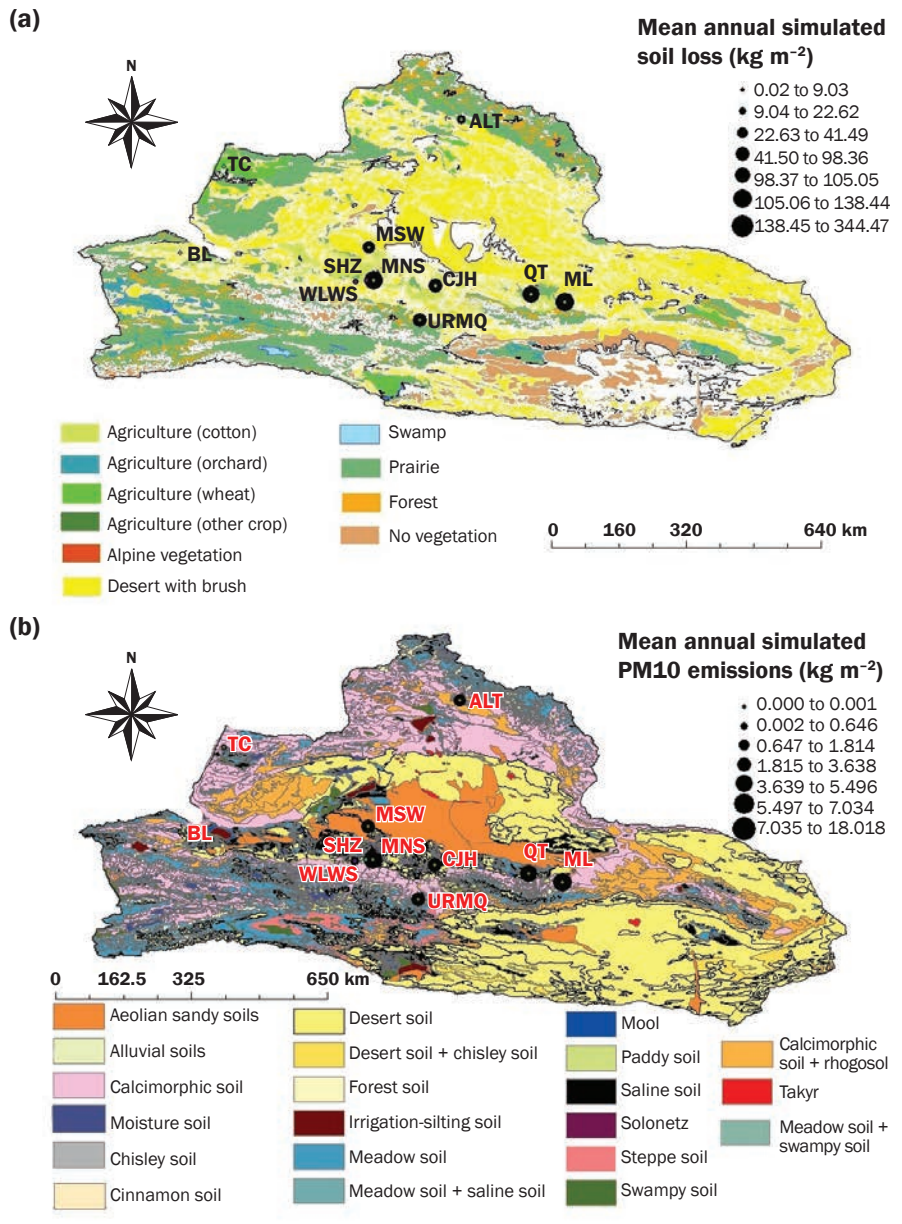 (a)
Mean annual simulated
soil loss (kg m⁻²)
0.02 to 9.03
9.04 to 22.62
22.63 to 41.49
41.50 to 98.36
98.37 to 105.05
105.06 to 138.44
138.45 to 344.47
N
ALT
TC
MSW
BL
SHZ MNS
CJH
QT ML
WLWS
URMQ
Agriculture (cotton)
Agriculture (orchard)
Agriculture (wheat)
Agriculture (other crop)
Alpine vegetation
Desert with brush
Swamp
Prairie
Forest
No vegetation
0 160 320 640 km
(b)
Mean annual simulated
PM10 emissions (kg m⁻²)
0.000 to 0.001
0.002 to 0.646
0.647 to 1.814
1.815 to 3.638
3.639 to 5.496
5.497 to 7.034
7.035 to 18.018
N
ALT
TC
MSW
BL
SHZ MNS
CJH
QT ML
WLWS
URMQ
0 162.5 325 650 km
Aeolian sandy soils
Alluvial soils
Calcimorphic soil
Moisture soil
Chisley soil
Cinnamon soil
Desert soil
Desert soil + chisley soil
Forest soil
Irrigation-silting soil
Meadow soil
Meadow soil + saline soil
Mool
Paddy soil
Saline soil
Solonetz
Steppe soil
Swampy soil
Calcimorphic
soil + rhogosol
Takyr
Meadow soil +
swampy soil